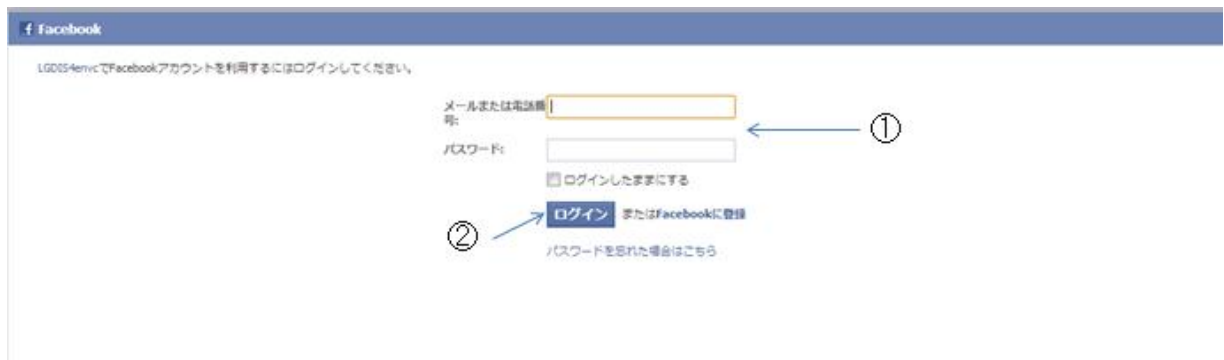 f Facebook
LGDIS4envcでFacebookアカウントを利用するにはログインしてください。
メールまたは電話番
号:
①
パスワード:
ログインしたままにする
ログイン またはFacebookに登録
②
パスワードを忘れた場合はこちら